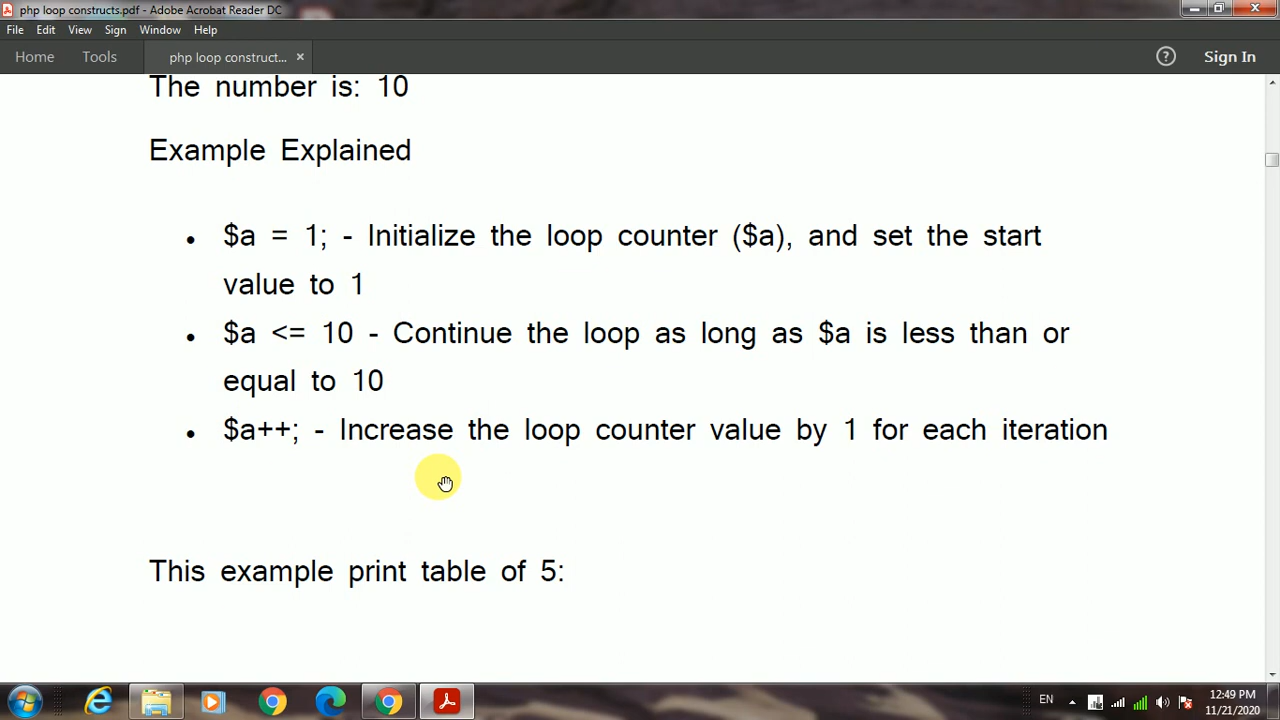 php loop constructs.pdf - Adobe Acrobat Reader DC
File Edit View Sign Window Help
Home Tools php loop construct... × ? Sign In
The number is: 10
Example Explained
• $a = 1; - Initialize the loop counter ($a), and set the start
value to 1
• $a <= 10 - Continue the loop as long as $a is less than or
equal to 10
• $a++; - Increase the loop counter value by 1 for each iteration
This example print table of 5:
EN 12:49 PM
11/21/2020